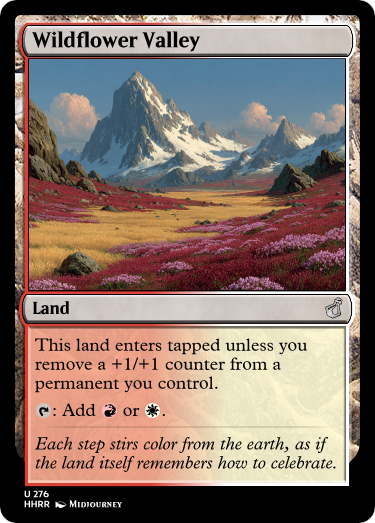 Wildflower Valley
Land
This land enters tapped unless you
remove a +1/+1 counter from a
permanent you control.
: Add or .
Each step stirs color from the earth, as if
the land itself remembers how to celebrate.
U 276
HHRR Midjourney